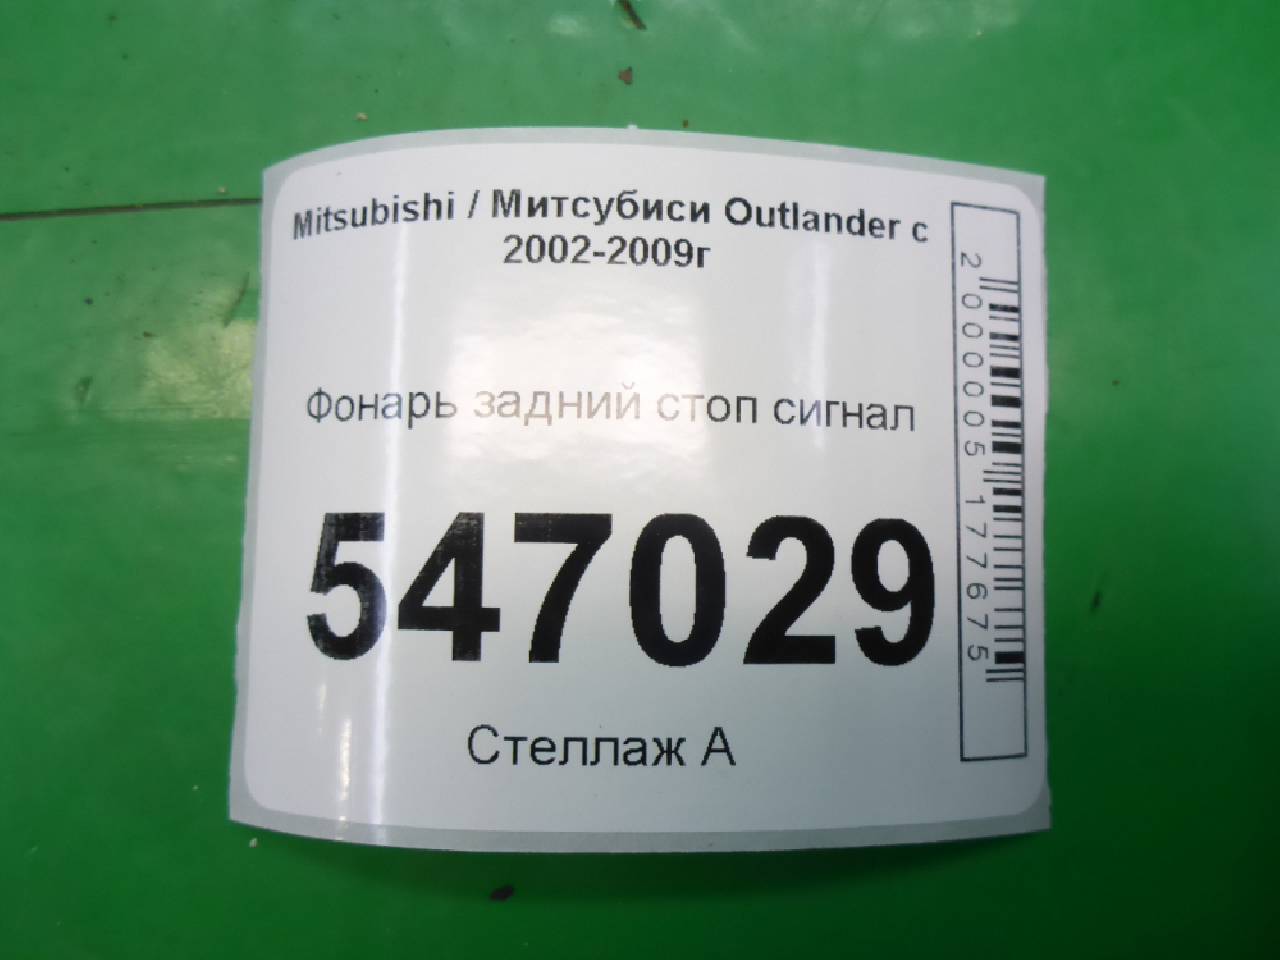 Mitsubishi / Митсубиси Outlander с
2002-2009г
Фонарь задний стоп сигнал
547029
Стеллаж А
2000005177675